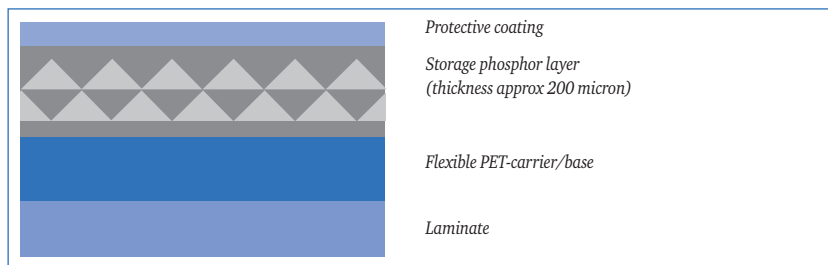 Protective coating
Storage phosphor layer
(thickness approx 200 micron)
Flexible PET-carrier/base
Laminate